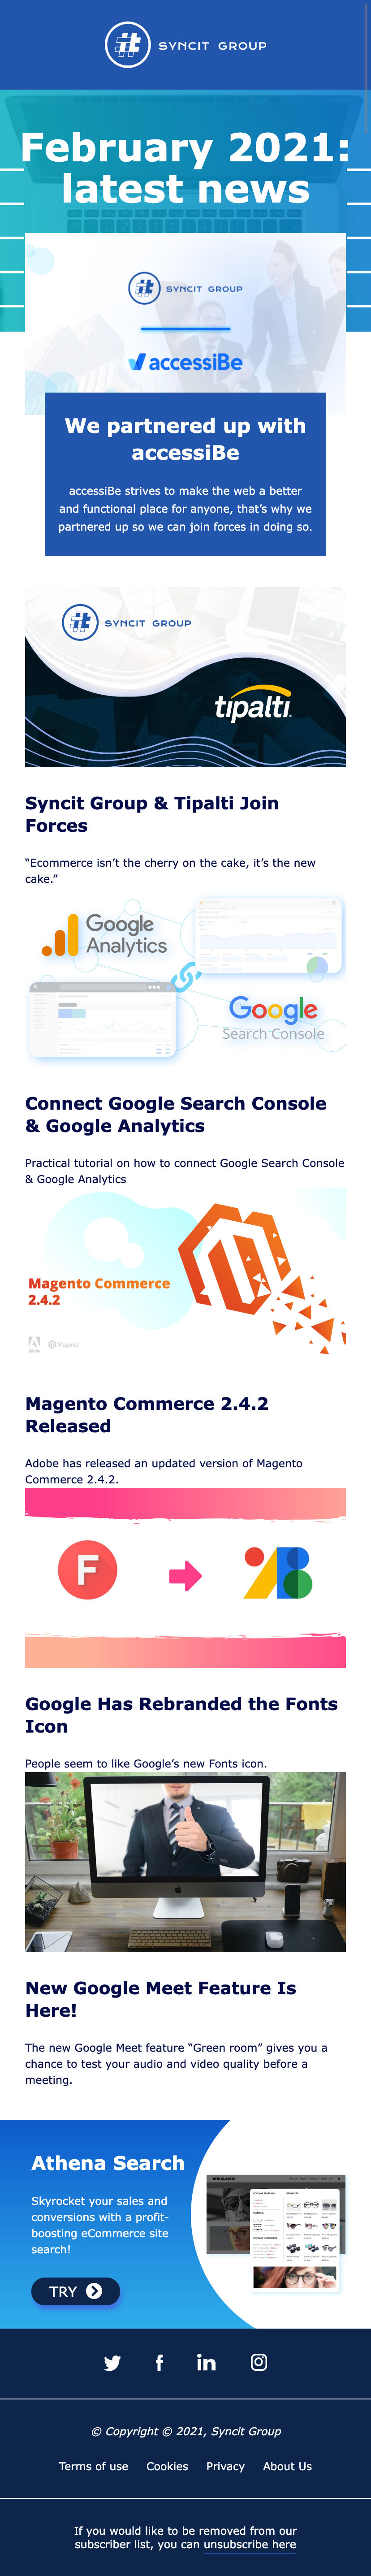 SYNCIT GROUP
February 2021:
latest news
SYNCIT GROUP
accessiBe
We partnered up with
accessiBe
accessiBe strives to make the web a better
and functional place for anyone, that’s why we
partnered up so we can join forces in doing so.
SYNCIT GROUP
tipalti
Syncit Group & Tipalti Join
Forces
“Ecommerce isn’t the cherry on the cake, it’s the new
cake.”
Google
Analytics
Google
Search Console
Connect Google Search Console
& Google Analytics
Practical tutorial on how to connect Google Search Console
& Google Analytics
Magento Commerce
2.4.2
Adobe
Magento
Magento Commerce 2.4.2
Released
Adobe has released an updated version of Magento
Commerce 2.4.2.
F
Google Has Rebranded the Fonts
Icon
People seem to like Google’s new Fonts icon.
New Google Meet Feature Is
Here!
The new Google Meet feature “Green room” gives you a
chance to test your audio and video quality before a
meeting.
Athena Search
Skyrocket your sales and
conversions with a profit-
boosting eCommerce site
search!
TRY
© Copyright © 2021, Syncit Group
Terms of use Cookies Privacy About Us
If you would like to be removed from our
subscriber list, you can unsubscribe here